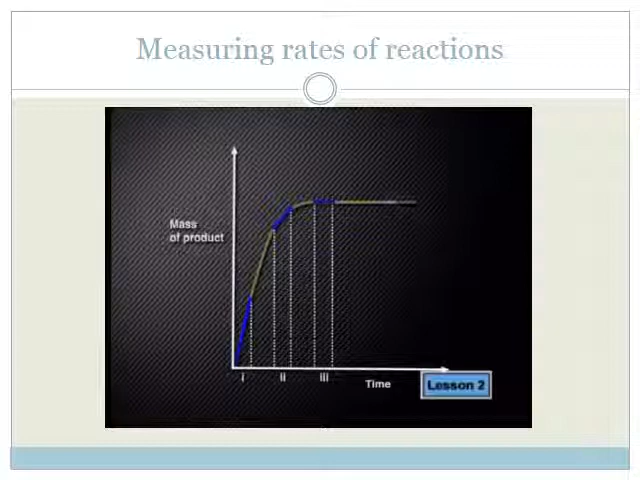 Measuring rates of reactions
Mass
of product
i ii iii
Time
Lesson 2